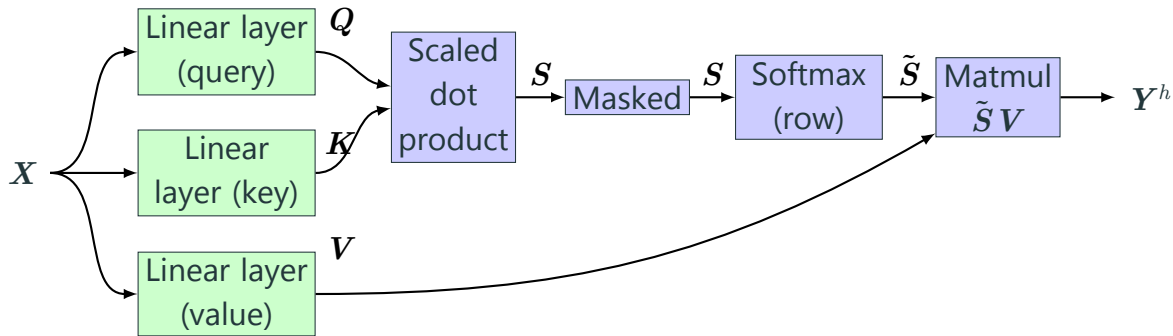 Linear layer
(query)
Q
Scaled
dot
product
S
Masked
S
Softmax
(row)
S̃
Matmul
S̃ V
Y^h
X
Linear
layer (key)
K
Linear layer
(value)
V